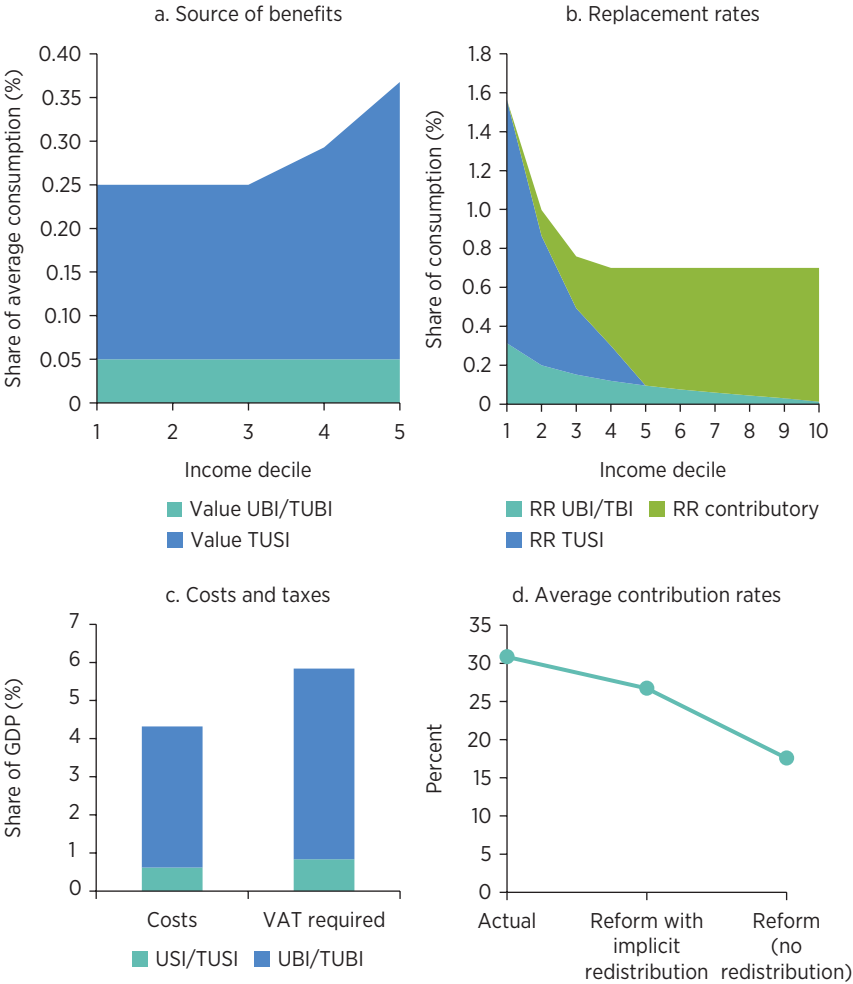 a. Source of benefits
Share of average consumption (%)
0.40
0.35
0.30
0.25
0.20
0.15
0.10
0.05
0
1 2 3 4 5
Income decile
Value UBI/TUBI
Value TUSI
b. Replacement rates
Share of consumption (%)
1.8
1.6
1.4
1.2
1.0
0.8
0.6
0.4
0.2
0
1 2 3 4 5 6 7 8 9 10
Income decile
RR UBI/TBI RR contributory
RR TUSI
c. Costs and taxes
Share of GDP (%)
7
6
5
4
3
2
1
0
Costs VAT required
USI/TUSI UBI/TUBI
d. Average contribution rates
Percent
35
30
25
20
15
10
5
0
Actual Reform with Reform
implicit (no
redistribution redistribution)